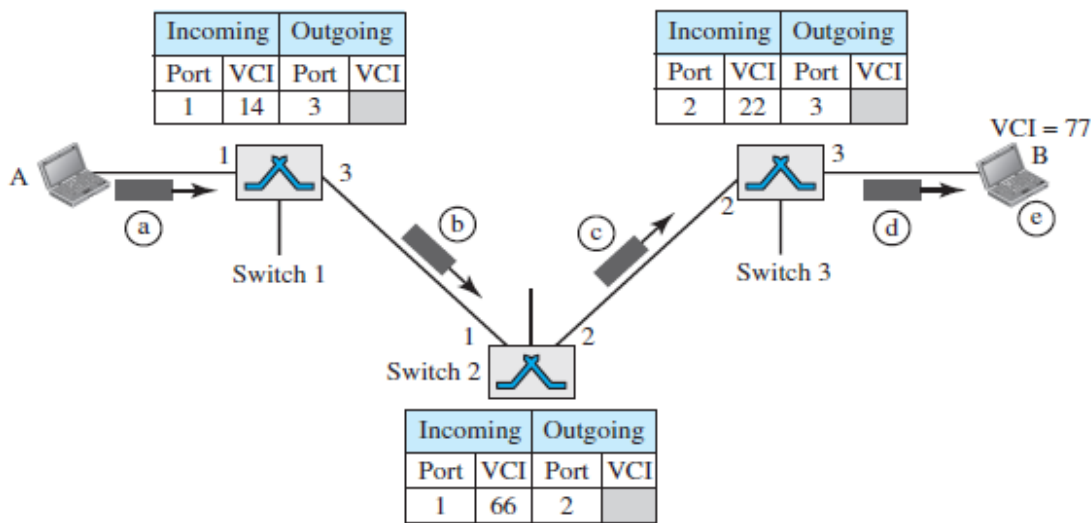 Incoming Outgoing
Port VCI Port VCI
1 14 3
Incoming Outgoing
Port VCI Port VCI
2 22 3
VCI = 77
A
1
3
a
Switch 1
b
c
2
3
B
d
e
Switch 3
1
2
Switch 2
Incoming Outgoing
Port VCI Port VCI
1 66 2